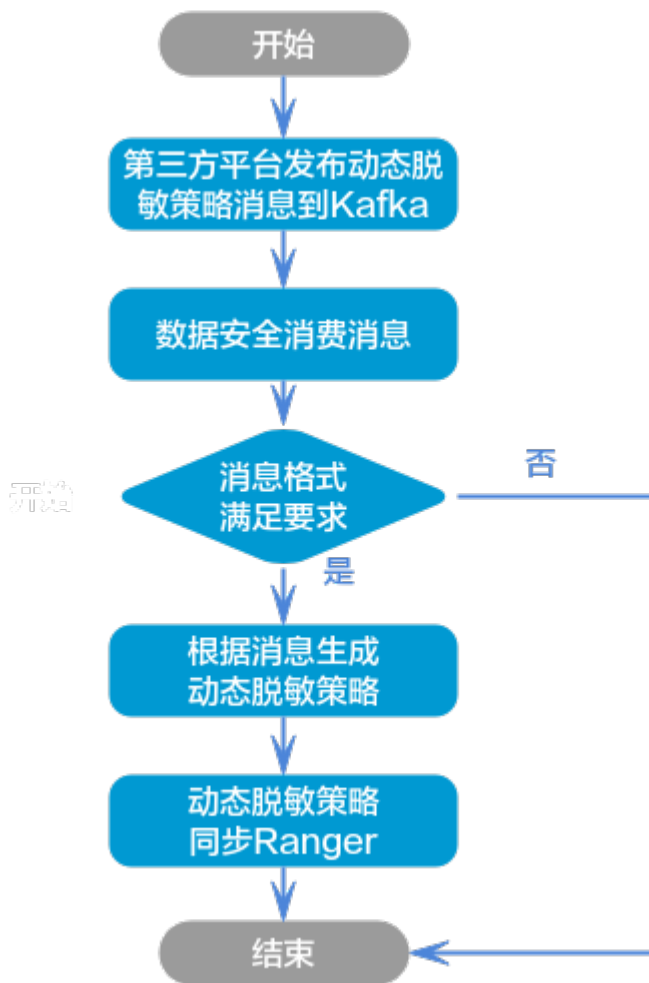 开始
第三方平台发布动态脱
敏策略消息到Kafka
数据安全消费消息
消息格式
满足要求
否
开始
是
根据消息生成
动态脱敏策略
动态脱敏策略
同步Ranger
结束